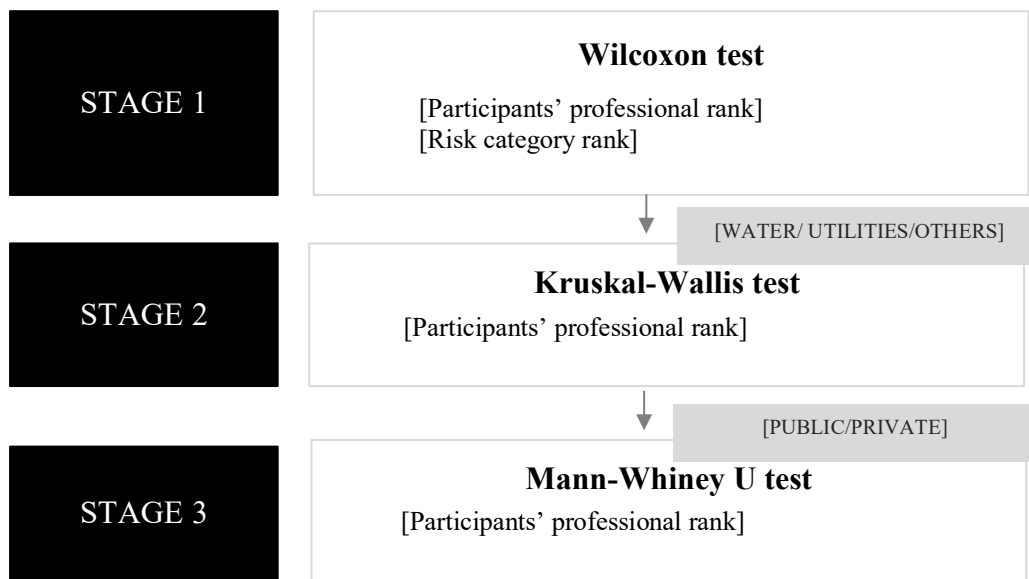 STAGE 1
Wilcoxon test
[Participants’ professional rank]
[Risk category rank]
[WATER/ UTILITIES/OTHERS]
STAGE 2
Kruskal-Wallis test
[Participants’ professional rank]
[PUBLIC/PRIVATE]
STAGE 3
Mann-Whiney U test
[Participants’ professional rank]